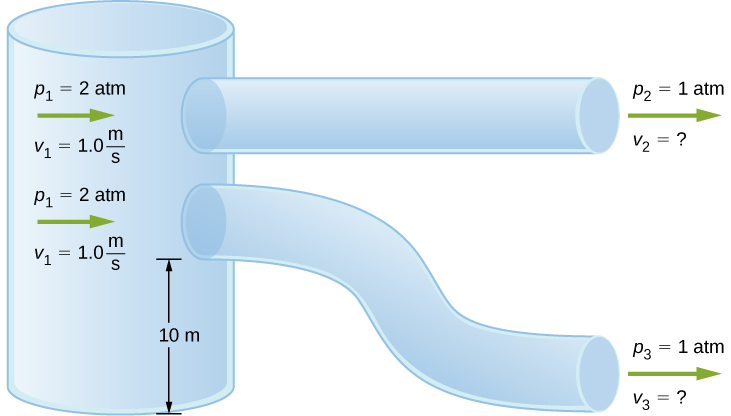 p₁ = 2 atm
v₁ = 1.0 m/s
p₁ = 2 atm
v₁ = 1.0 m/s
10 m
p₂ = 1 atm
v₂ = ?
p₃ = 1 atm
v₃ = ?